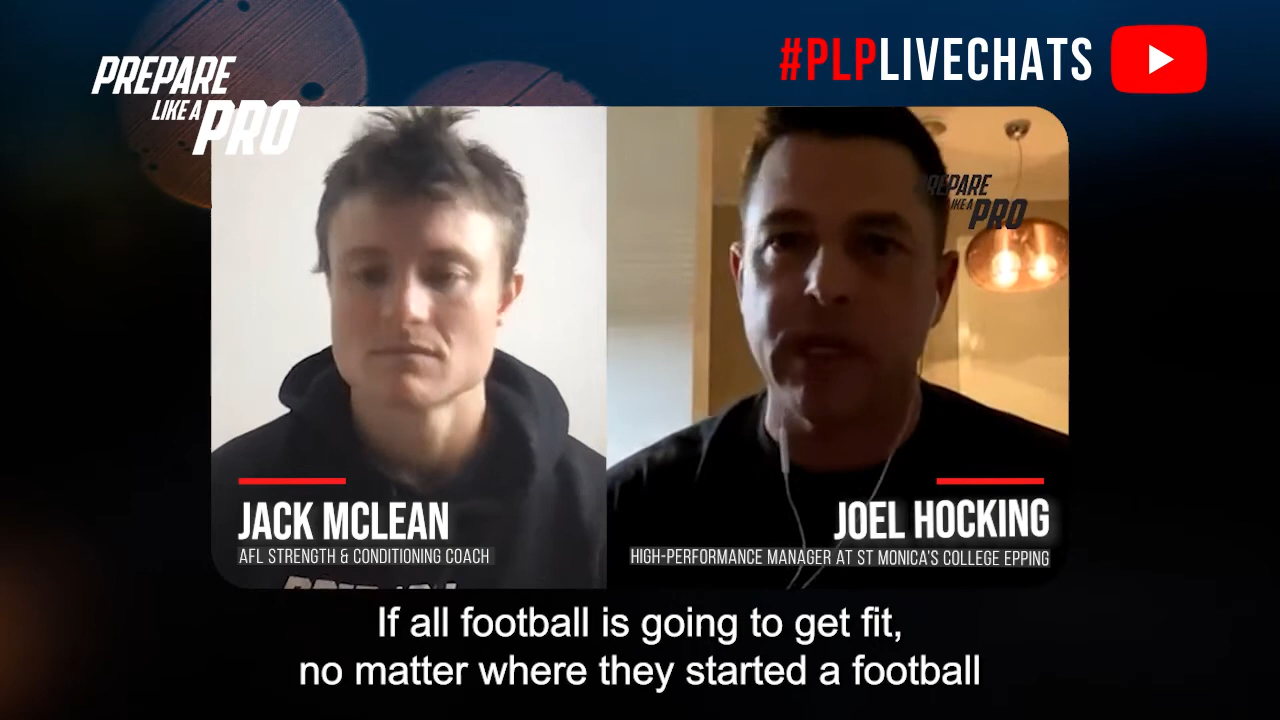 PREPARE
LIKE A
PRO
#PLPLIVECHATS
PREPARE
LIKE A
PRO
JACK MCLEAN
AFL STRENGTH & CONDITIONING COACH
JOEL HOCKING
HIGH-PERFORMANCE MANAGER AT ST MONICA'S COLLEGE EPPING
If all football is going to get fit,
no matter where they started a football